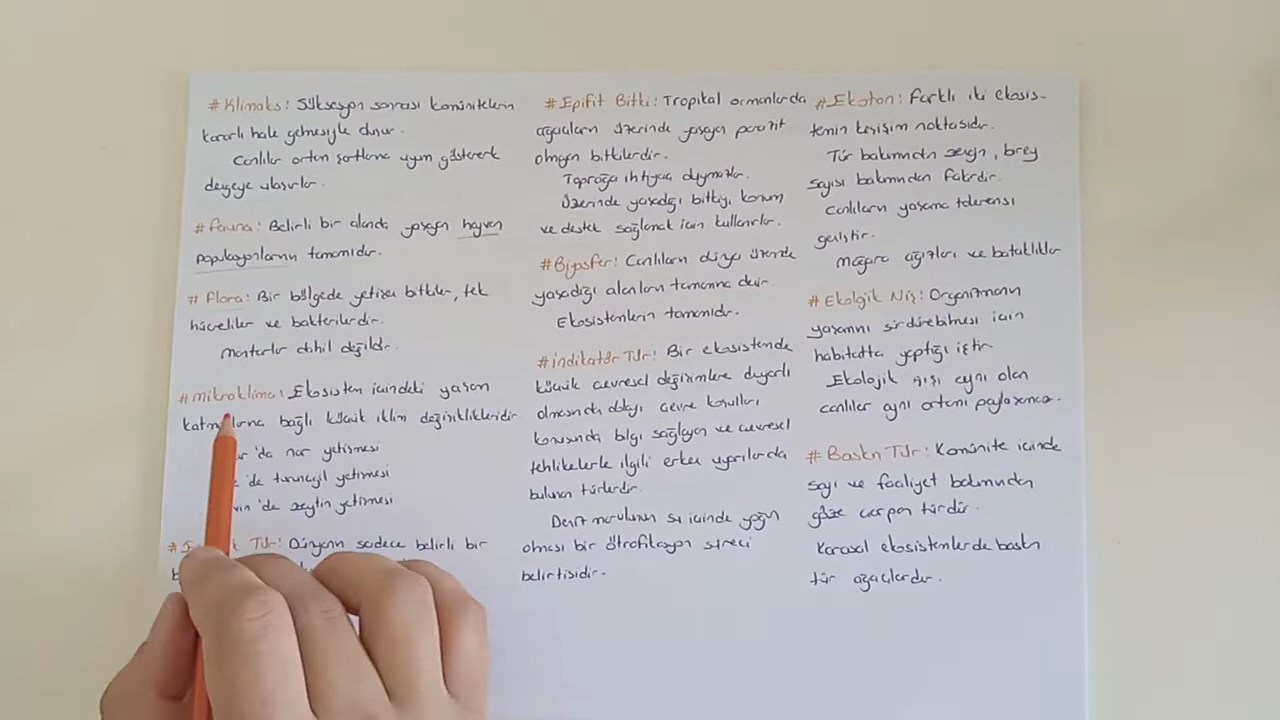 #Klimaks: Süksesyon sonrası komünitelerin
kararlı hale gelmesiyle oluşur.
Canlılar ortam şartlarına uyum göstererek
dengeye ulaşırlar.
#Fauna: Belirli bir alanda yaşayan hayvan
populasyonlarının tamamıdır.
#Flora: Bir bölgede yetişen bitkiler, tek
hücreliler ve bakterilerdir.
Mantarlar dahil değildir.
#Mikroklima: Ekosistem içindeki yaşam
bağlı küçük iklim değişiklikleridir
'da nar yetişmesi
'de turunçgil yetişmesi
'de zeytin yetişmesi
Tür: Dünyanın sadece belirli bir
#Epifit Bitki: Tropikal ormanlarda
ağaçların üzerinde yaşayan parazit
olmayan bitkilerdir.
Toprağa ihtiyaç duymazlar.
Üzerinde yaşadığı bitkiyi konum
ve destek sağlamak için kullanırlar.
#Biyosfer: Canlıların dünya üzerinde
yaşadığı alanların tamamına denir.
Ekosistemlerin tamamıdır.
#İndikatör Tür: Bir ekosistemde
küçük çevresel değişimlere duyarlı
olmasından dolayı çevre koşulları
konusunda bilgi sağlayan ve çevresel
tehlikelerle ilgili erken uyarılarda
bulunan türlerdir.
Deniz marulunun su içinde yoğun
olması bir ötrofikasyon süreci
belirtisidir.
#Ekoton: Farklı iki ekosis-
temin kesişim noktasıdır.
Tür bakımından zengin, birey
sayısı bakımından fakirdir.
Canlıların yaşama toleransı
geniştir.
Mağara ağızları ve bataklıklar
#Ekolojik Niş: Organizmanın
yaşamını sürdürebilmesi için
habitatta yaptığı iştir.
Ekolojik nişi aynı olan
canlılar aynı ortamı paylaşamaz.
#Baskın Tür: Komünite içinde
sayı ve faaliyet bakımından
göze çarpan türdür.
Karasal ekosistemlerde baskın
tür ağaçlardır.